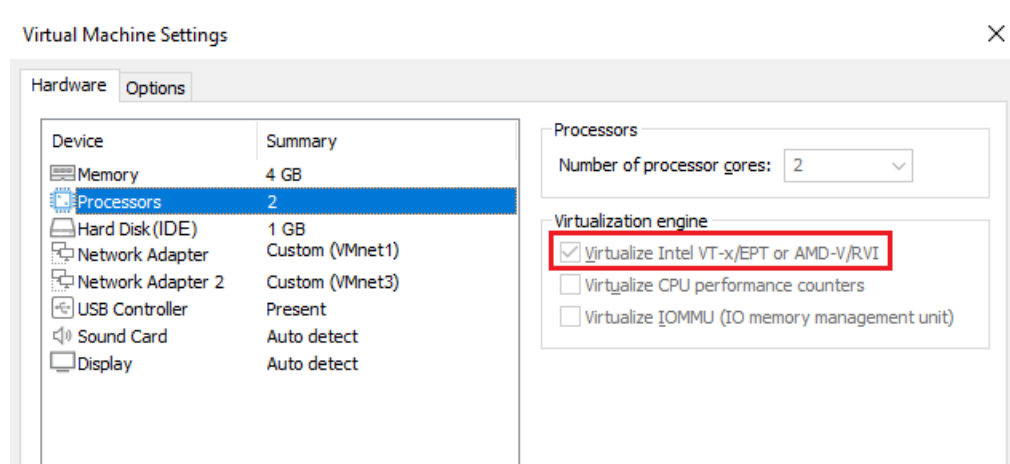 Virtual Machine Settings
Hardware Options
Device Summary
Memory 4 GB
Processors 2
Hard Disk (IDE) 1 GB
Network Adapter Custom (VMnet1)
Network Adapter 2 Custom (VMnet3)
USB Controller Present
Sound Card Auto detect
Display Auto detect
Processors
Number of processor cores: 2
Virtualization engine
Virtualize Intel VT-x/EPT or AMD-V/RVI
Virtualize CPU performance counters
Virtualize IOMMU (IO memory management unit)